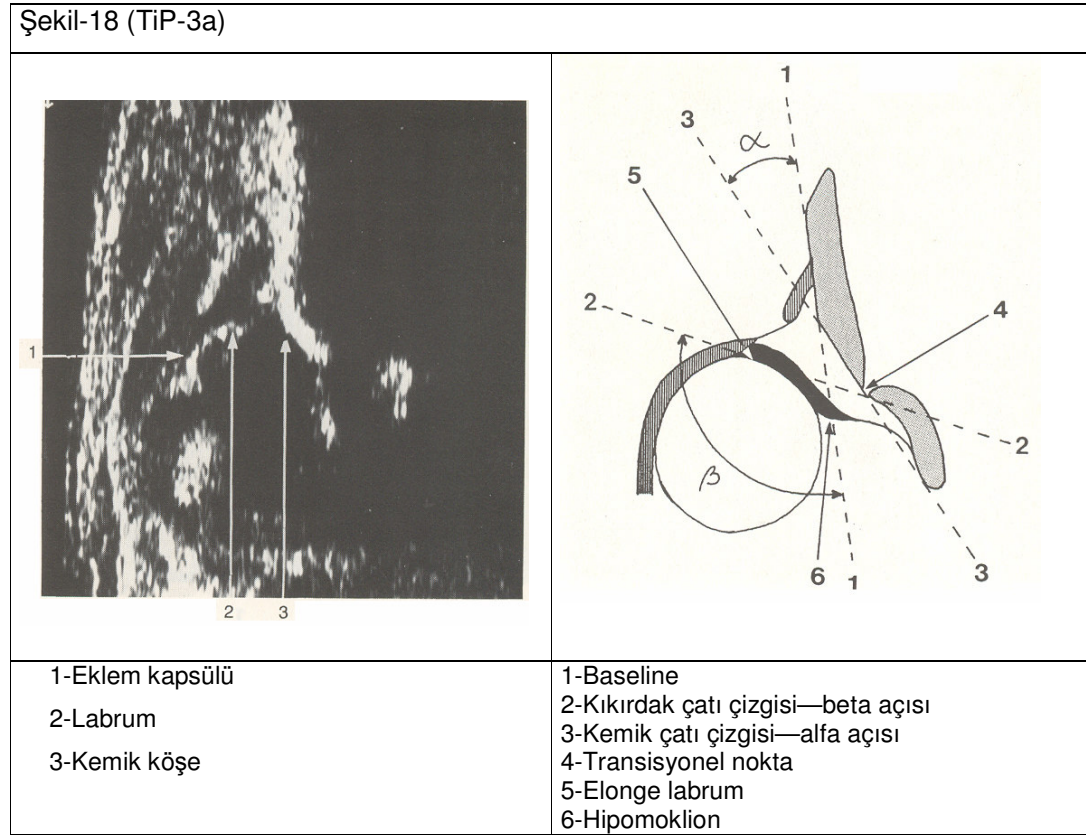 Şekil-18 (TiP-3a)
1
2
3
1
3
α
5
2
4
2
β
6
1
3
1-Eklem kapsülü
2-Labrum
3-Kemik köşe
1-Baseline
2-Kıkırdak çatı çizgisi—beta açısı
3-Kemik çatı çizgisi—alfa açısı
4-Transisyonel nokta
5-Elonge labrum
6-Hipomoklion